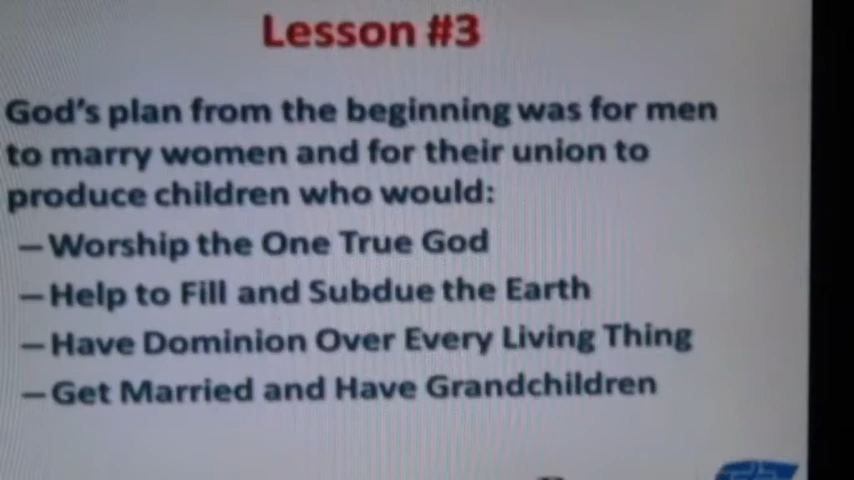 Lesson #3
God's plan from the beginning was for men
to marry women and for their union to
produce children who would:
– Worship the One True God
– Help to Fill and Subdue the Earth
– Have Dominion Over Every Living Thing
– Get Married and Have Grandchildren